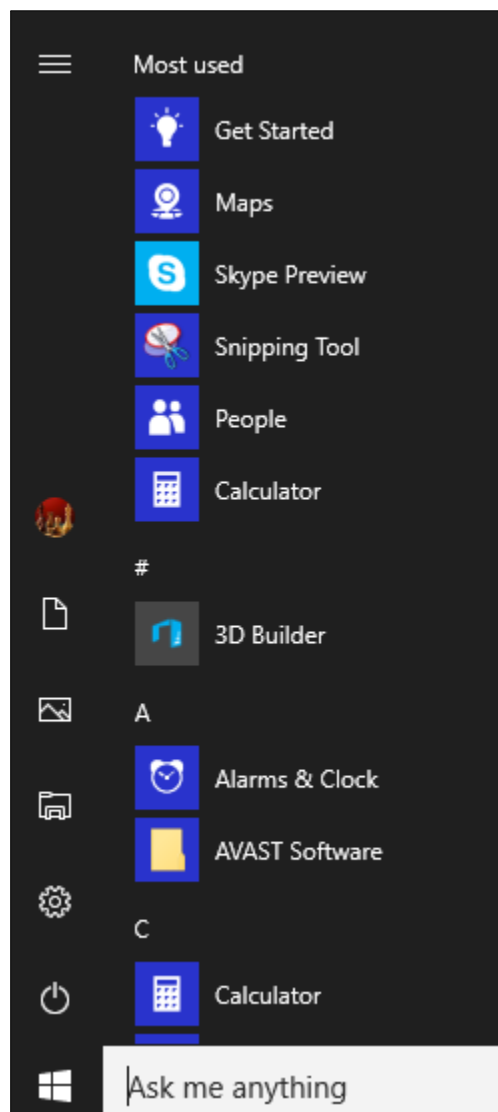 Most used
Get Started
Maps
Skype Preview
Snipping Tool
People
Calculator
#
3D Builder
A
Alarms & Clock
AVAST Software
C
Calculator
Ask me anything